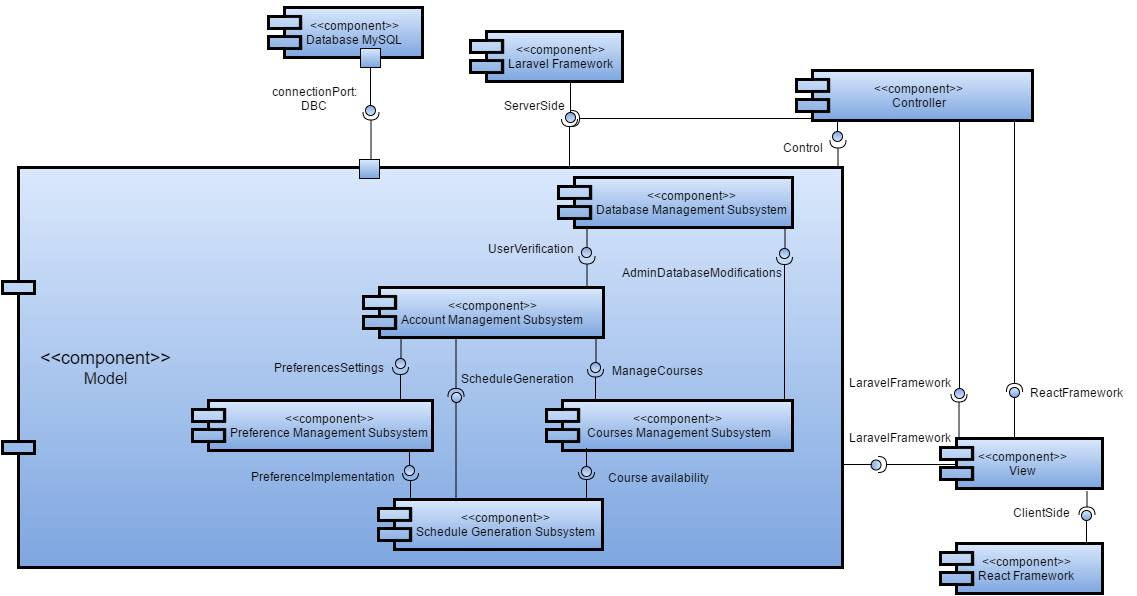 <<component>>
Database MySQL
<<component>>
Laravel Framework
<<component>>
Controller
connectionPort:
DBC
ServerSide
Control
<<component>>
Database Management Subsystem
UserVerification
AdminDatabaseModifications
<<component>>
Account Management Subsystem
<<component>>
Model
PreferencesSettings
ScheduleGeneration
ManageCourses
LaravelFramework
ReactFramework
<<component>>
Preference Management Subsystem
<<component>>
Courses Management Subsystem
LaravelFramework
<<component>>
View
PreferenceImplementation
Course availability
<<component>>
Schedule Generation Subsystem
ClientSide
<<component>>
React Framework